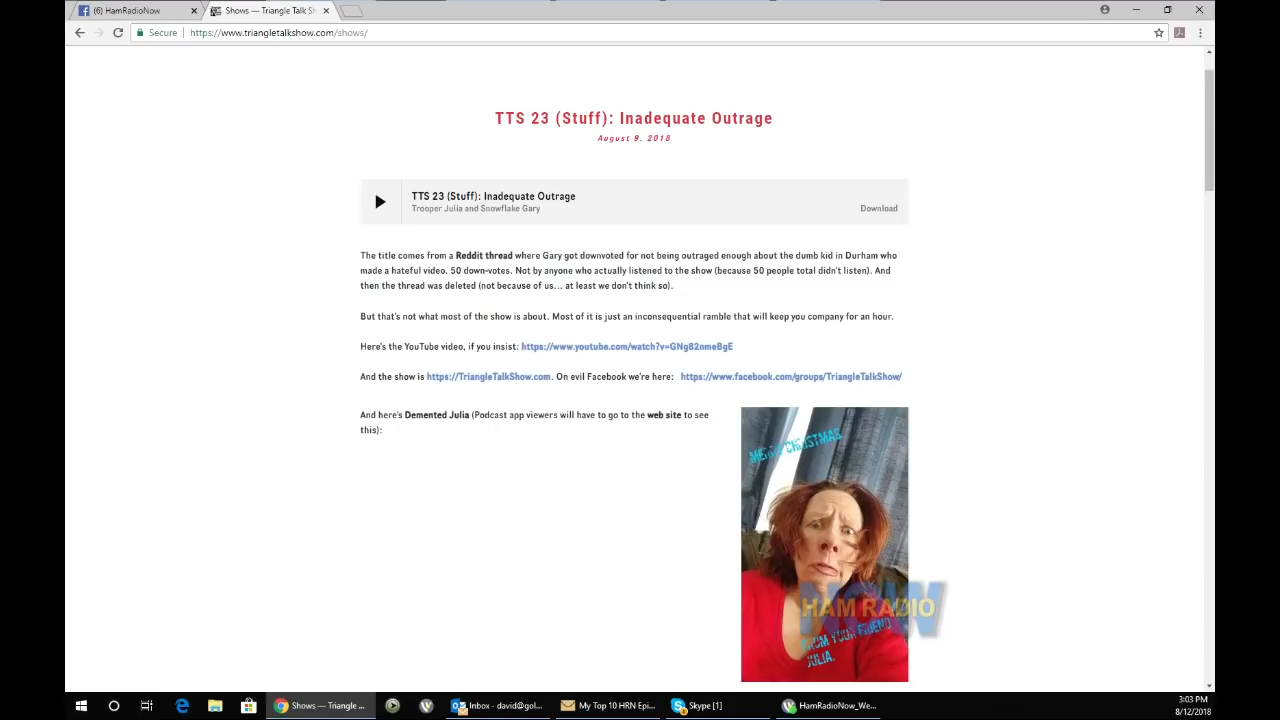 (6) HamRadioNow
Shows — Triangle Talk Sh
Secure
https://www.triangletalkshow.com/shows/
TTS 23 (Stuff): Inadequate Outrage
August 9, 2018
TTS 23 (Stuff): Inadequate Outrage
Trooper Julia and Snowflake Gary
Download
The title comes from a Reddit thread where Gary got downvoted for not being outraged enough about the dumb kid in Durham who
made a hateful video. 50 down-votes. Not by anyone who actually listened to the show (because 50 people total didn't listen). And
then the thread was deleted (not because of us... at least we don't think so).
But that's not what most of the show is about. Most of it is just an inconsequential ramble that will keep you company for an hour.
Here's the YouTube video, if you insist: https://www.youtube.com/watch?v=GNg82nmeBgE
And the show is https://TriangleTalkShow.com. On evil Facebook we're here: https://www.facebook.com/groups/TriangleTalkShow/
And here's Demented Julia (Podcast app viewers will have to go to the web site to see
this):
MERRY CHRISTMAS.
HAM RADIO
NOW
FROM YOUR FRIEND
JULIA.
Shows — Triangle ...
Inbox - david@gol...
My Top 10 HRN Epi...
Skype [1]
HamRadioNow_We...
3:03 PM
8/12/2018